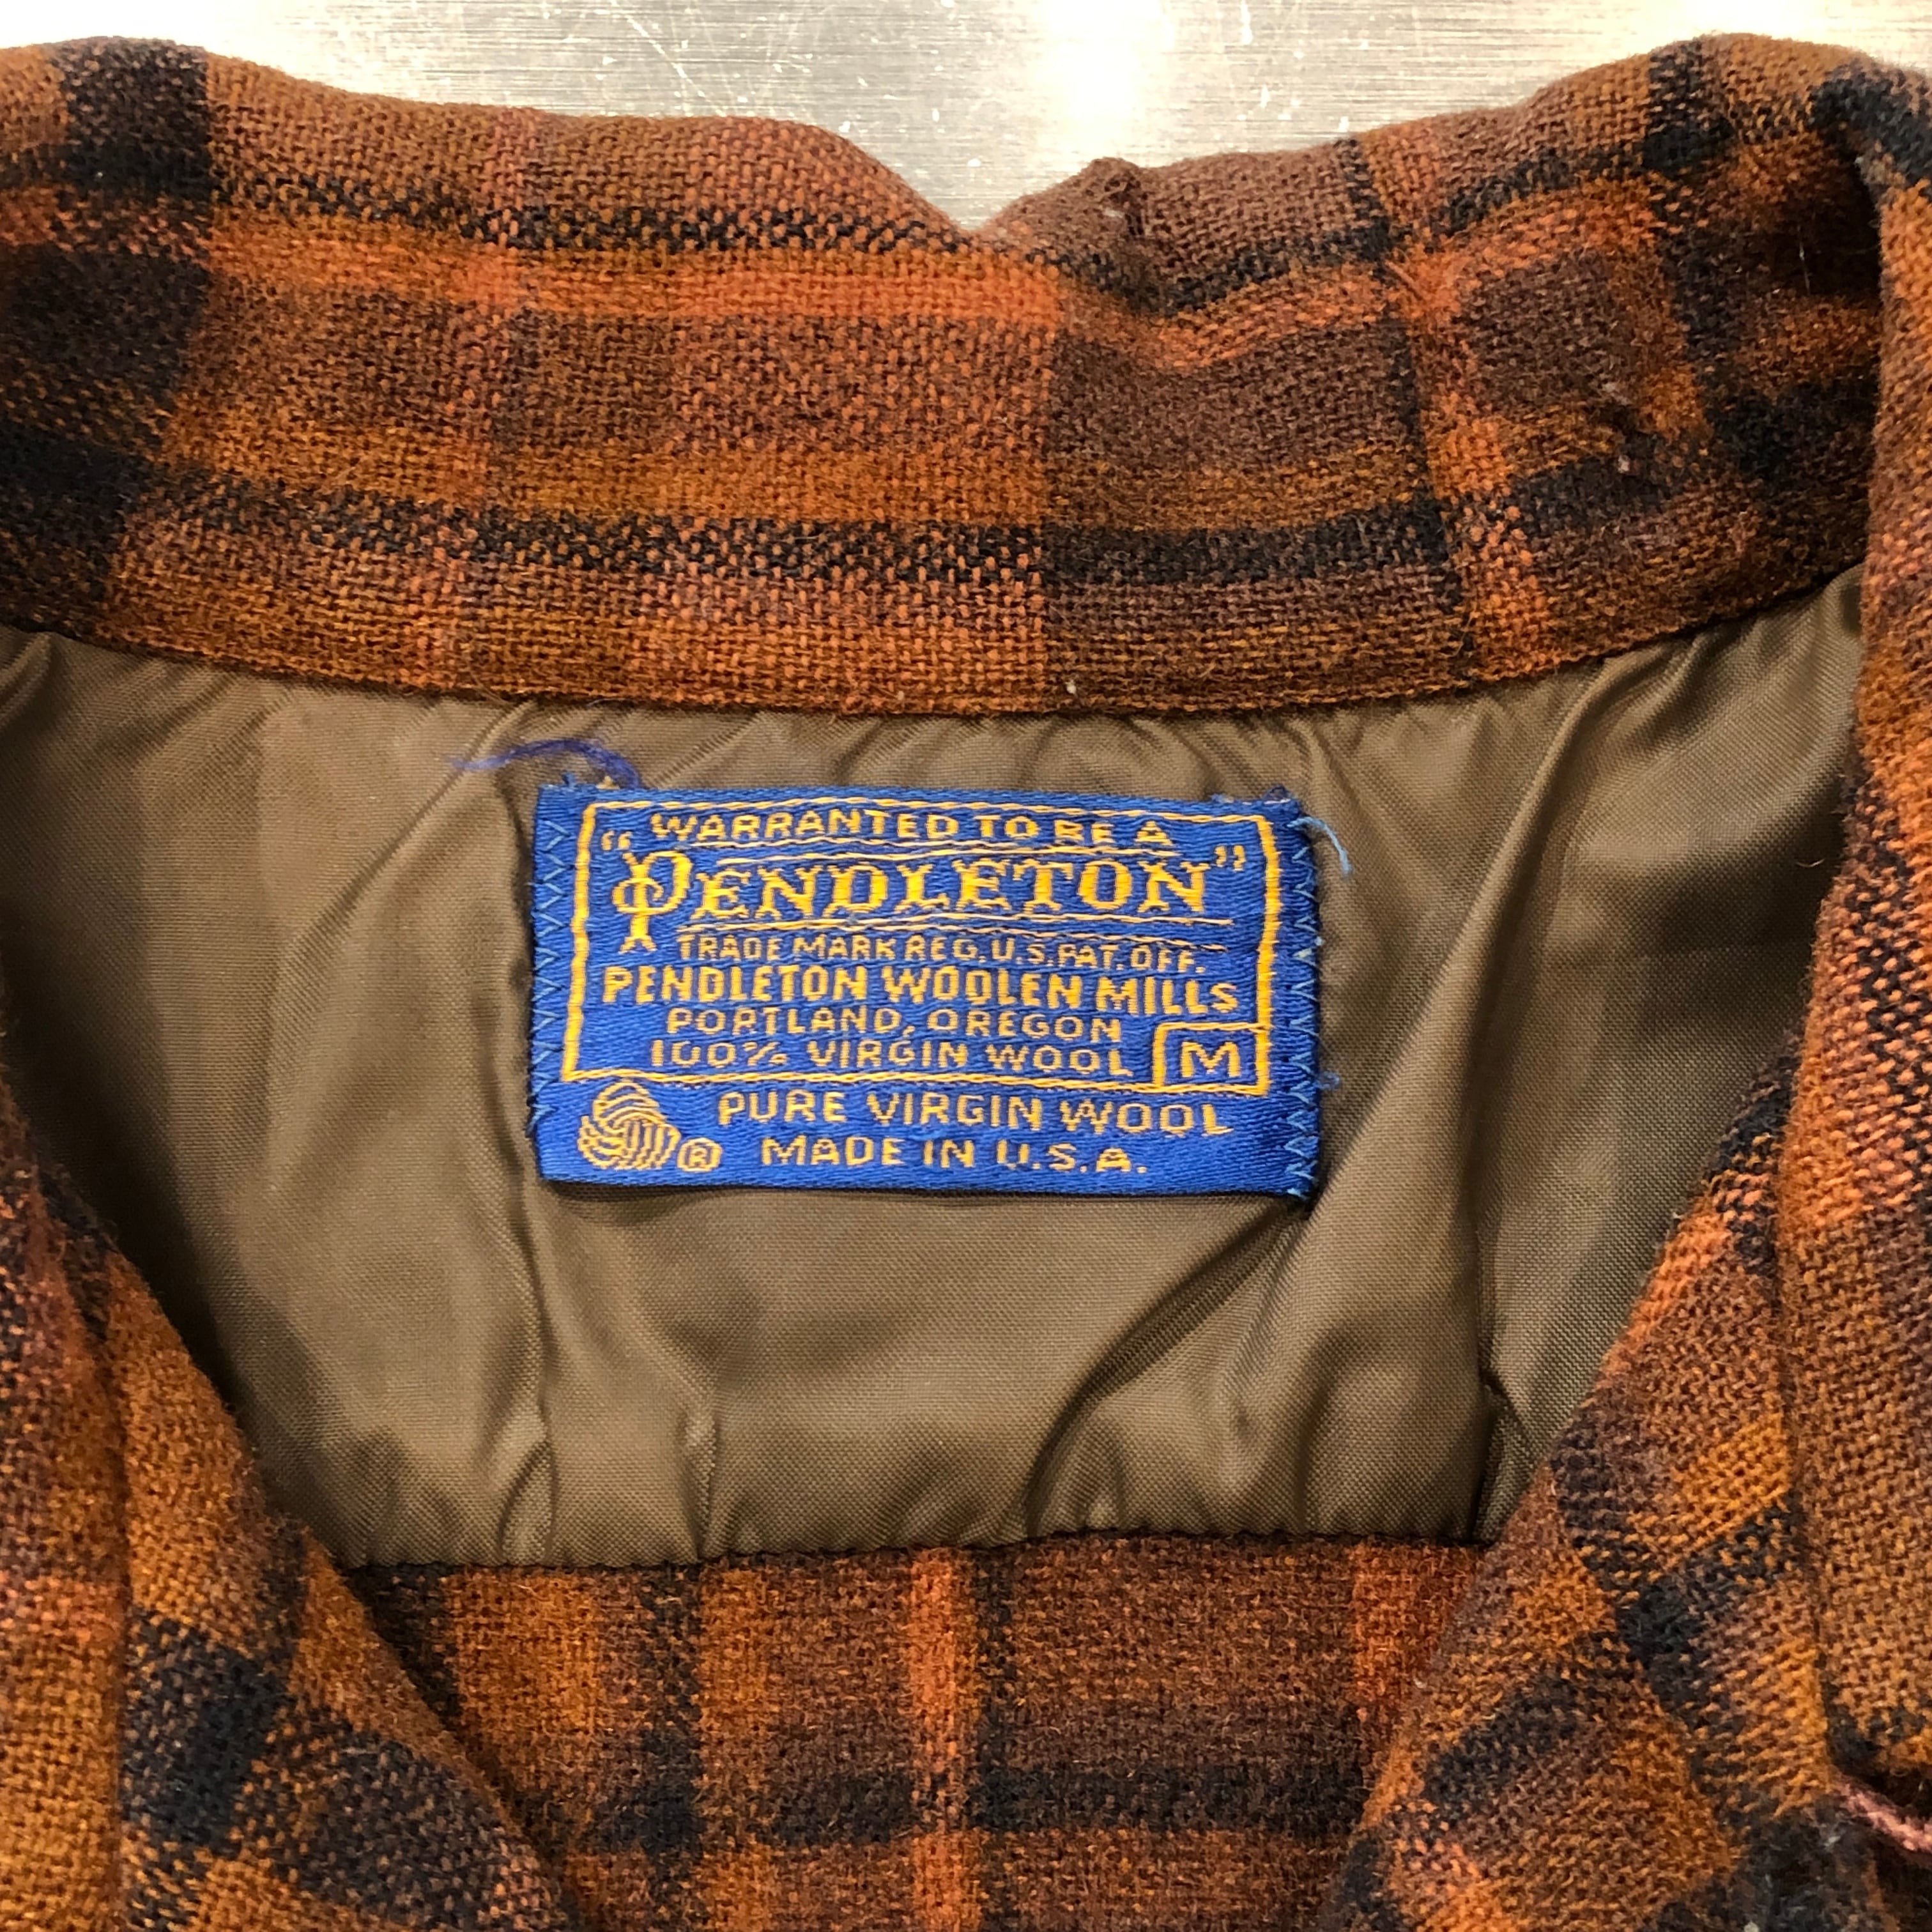 WARRANTED TO BE A
"PENDLETON"
TRADE MARK REG. U.S. PAT. OFF.
PENDLETON WOOLEN MILLS
PORTLAND, OREGON
100% VIRGIN WOOL M
PURE VIRGIN WOOL
® MADE IN U.S.A.